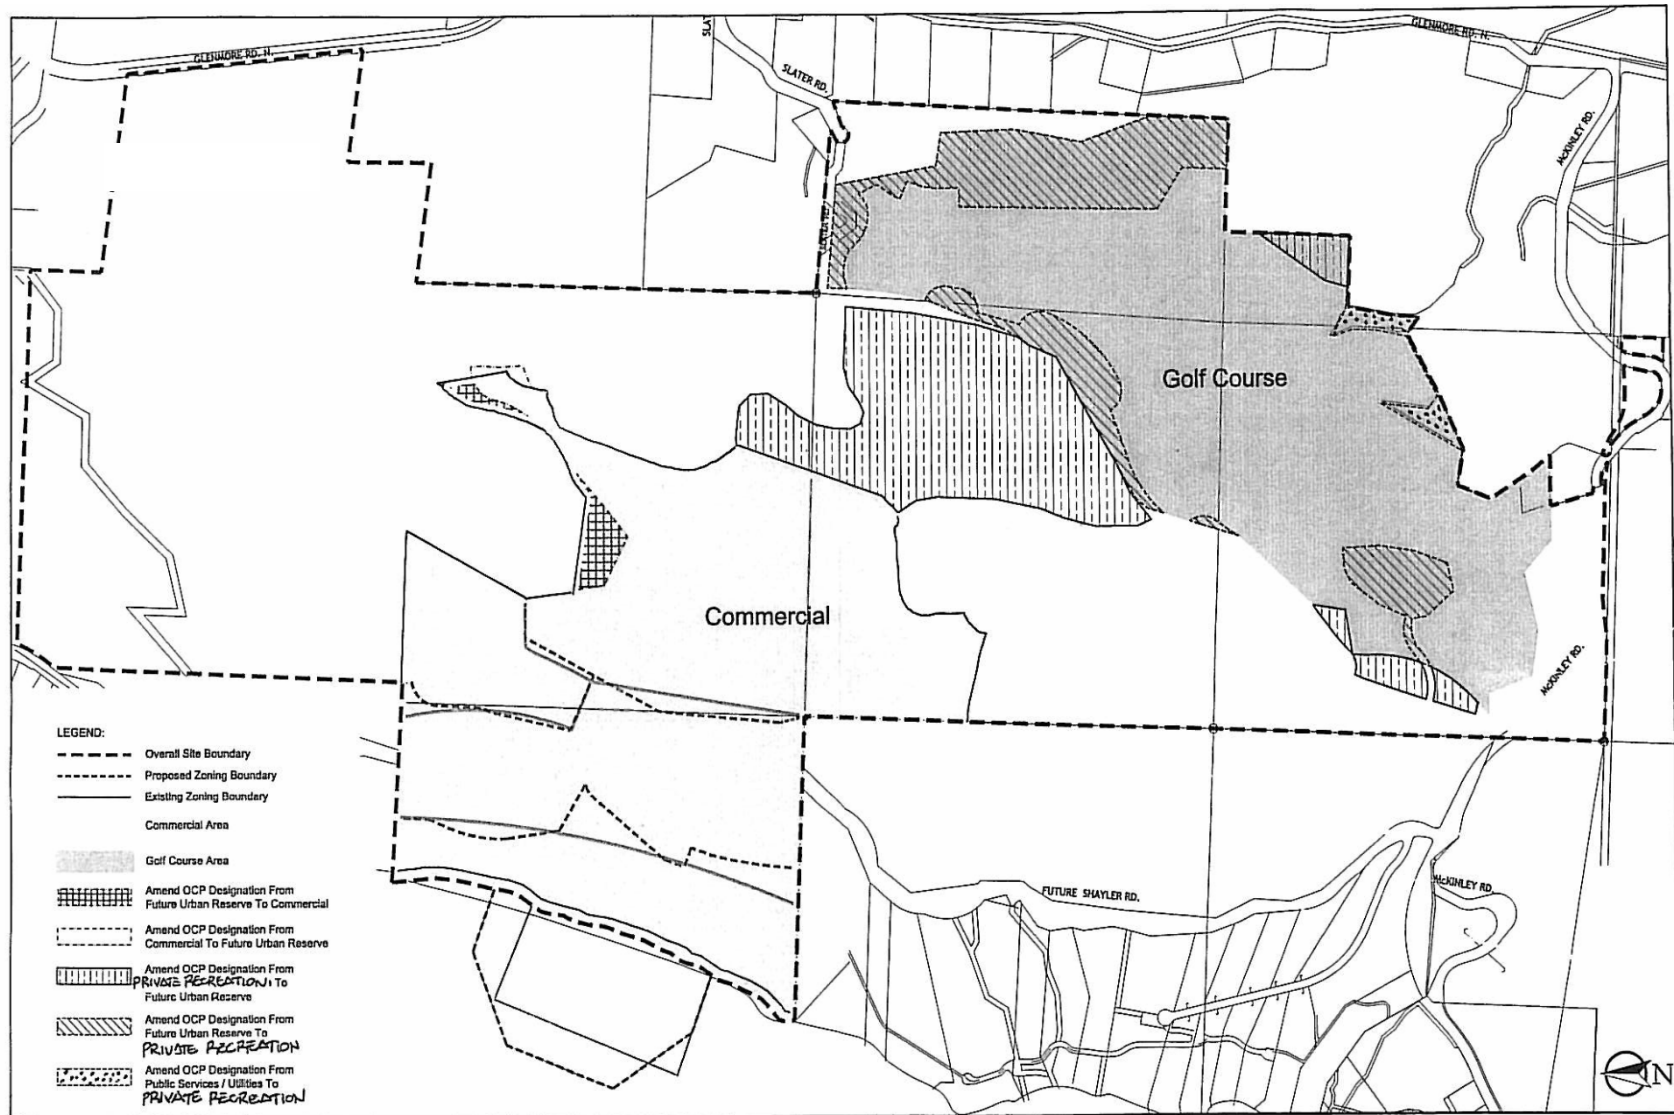 GLENMORE RD. N.
SLATER RD.
GLENMORE RD. N.
McKINLEY RD.
Golf Course
Commercial
McKINLEY RD.
FUTURE SHAYLER RD.
McKINLEY RD.
LEGEND:
Overall Site Boundary
Proposed Zoning Boundary
Existing Zoning Boundary
Commercial Area
Golf Course Area
Amend OCP Designation From
Future Urban Reserve To Commercial
Amend OCP Designation From
Commercial To Future Urban Reserve
Amend OCP Designation From
PRIVATE RECREATION To
Future Urban Reserve
Amend OCP Designation From
Future Urban Reserve To
PRIVATE RECREATION
Amend OCP Designation From
Public Services / Utilities To
PRIVATE RECREATION
N